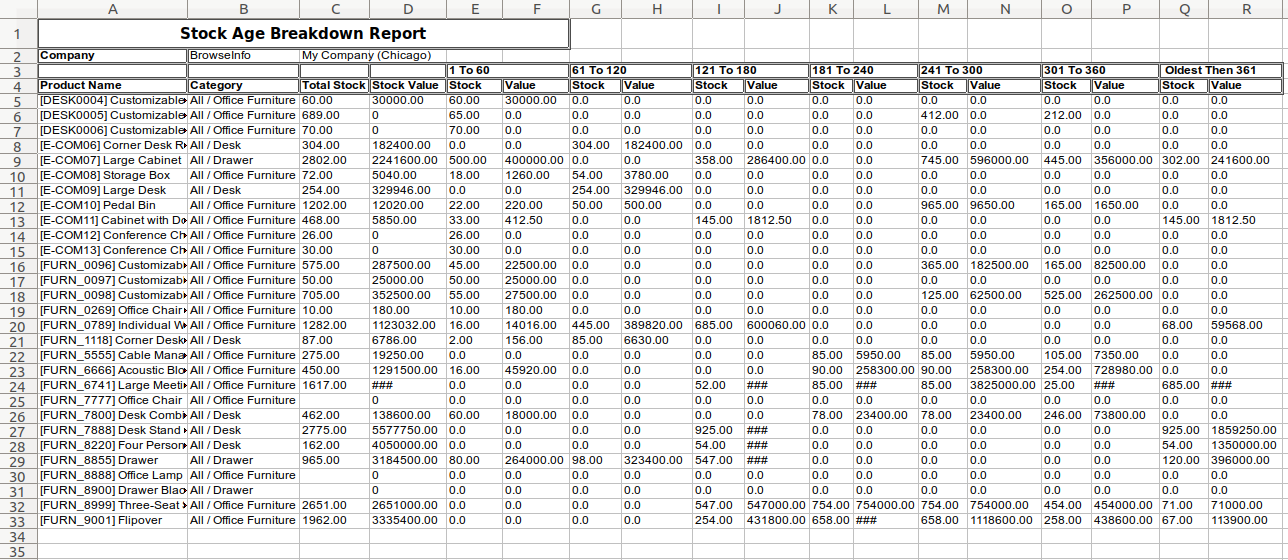 A B C D E F G H I J K L M N O P Q R
1 Stock Age Breakdown Report
2 Company BrowseInfo My Company (Chicago)
3 1 To 60 61 To 120 121 To 180 181 To 240 241 To 300 301 To 360 Oldest Then 361
4 Product Name Category Total Stock Stock Value Stock Value Stock Value Stock Value Stock Value Stock Value Stock Value Stock Value
5 [DESK0004] Customizable All / Office Furniture 60.00 30000.00 60.00 30000.00 0.0 0.0 0.0 0.0 0.0 0.0 0.0 0.0 0.0 0.0 0.0 0.0
6 [DESK0005] Customizable All / Office Furniture 689.00 0 65.00 0.0 0.0 0.0 0.0 0.0 0.0 0.0 412.00 0.0 212.00 0.0 0.0 0.0
7 [DESK0006] Customizable All / Office Furniture 70.00 0 70.00 0.0 0.0 0.0 0.0 0.0 0.0 0.0 0.0 0.0 0.0 0.0 0.0 0.0
8 [E-COM06] Corner Desk R All / Desk 304.00 182400.00 0.0 0.0 304.00 182400.00 0.0 0.0 0.0 0.0 0.0 0.0 0.0 0.0 0.0 0.0
9 [E-COM07] Large Cabinet All / Drawer 2802.00 2241600.00 500.00 400000.00 0.0 0.0 358.00 286400.00 0.0 0.0 745.00 596000.00 445.00 356000.00 302.00 241600.00
10 [E-COM08] Storage Box All / Office Furniture 72.00 5040.00 18.00 1260.00 54.00 3780.00 0.0 0.0 0.0 0.0 0.0 0.0 0.0 0.0 0.0 0.0
11 [E-COM09] Large Desk All / Desk 254.00 329946.00 0.0 0.0 254.00 329946.00 0.0 0.0 0.0 0.0 0.0 0.0 0.0 0.0 0.0 0.0
12 [E-COM10] Pedal Bin All / Office Furniture 1202.00 12020.00 22.00 220.00 50.00 500.00 0.0 0.0 0.0 0.0 965.00 9650.00 165.00 1650.00 0.0 0.0
13 [E-COM11] Cabinet with Do All / Office Furniture 468.00 5850.00 33.00 412.50 0.0 0.0 145.00 1812.50 0.0 0.0 0.0 0.0 0.0 0.0 145.00 1812.50
14 [E-COM12] Conference Ch All / Office Furniture 26.00 0 26.00 0.0 0.0 0.0 0.0 0.0 0.0 0.0 0.0 0.0 0.0 0.0 0.0 0.0
15 [E-COM13] Conference Ch All / Office Furniture 30.00 0 30.00 0.0 0.0 0.0 0.0 0.0 0.0 0.0 0.0 0.0 0.0 0.0 0.0 0.0
16 [FURN_0096] Customizab All / Office Furniture 575.00 287500.00 45.00 22500.00 0.0 0.0 0.0 0.0 0.0 0.0 365.00 182500.00 165.00 82500.00 0.0 0.0
17 [FURN_0097] Customizab All / Office Furniture 50.00 25000.00 50.00 25000.00 0.0 0.0 0.0 0.0 0.0 0.0 0.0 0.0 0.0 0.0 0.0 0.0
18 [FURN_0098] Customizab All / Office Furniture 705.00 352500.00 55.00 27500.00 0.0 0.0 0.0 0.0 0.0 0.0 125.00 62500.00 525.00 262500.00 0.0 0.0
19 [FURN_0269] Office Chair All / Office Furniture 10.00 180.00 10.00 180.00 0.0 0.0 0.0 0.0 0.0 0.0 0.0 0.0 0.0 0.0 0.0 0.0
20 [FURN_0789] Individual W All / Office Furniture 1282.00 1123032.00 16.00 14016.00 445.00 389820.00 685.00 600060.00 0.0 0.0 0.0 0.0 0.0 0.0 68.00 59568.00
21 [FURN_1118] Corner Desk All / Desk 87.00 6786.00 2.00 156.00 85.00 6630.00 0.0 0.0 0.0 0.0 0.0 0.0 0.0 0.0 0.0 0.0
22 [FURN_5555] Cable Mana All / Office Furniture 275.00 19250.00 0.0 0.0 0.0 0.0 0.0 0.0 85.00 5950.00 85.00 5950.00 105.00 7350.00 0.0 0.0
23 [FURN_6666] Acoustic Blo All / Office Furniture 450.00 1291500.00 16.00 45920.00 0.0 0.0 0.0 0.0 90.00 258300.00 90.00 258300.00 254.00 728980.00 0.0 0.0
24 [FURN_6741] Large Meeti All / Office Furniture 1617.00 ### 0.0 0.0 0.0 0.0 52.00 ### 85.00 ### 85.00 3825000.00 25.00 ### 685.00 ###
25 [FURN_7777] Office Chair All / Office Furniture 0 0.0 0.0 0.0 0.0 0.0 0.0 0.0 0.0 0.0 0.0 0.0 0.0 0.0 0.0
26 [FURN_7800] Desk Combi All / Desk 462.00 138600.00 60.00 18000.00 0.0 0.0 0.0 0.0 78.00 23400.00 78.00 23400.00 246.00 73800.00 0.0 0.0
27 [FURN_7888] Desk Stand All / Desk 2775.00 5577750.00 0.0 0.0 0.0 0.0 925.00 ### 0.0 0.0 0.0 0.0 0.0 0.0 925.00 1859250.00
28 [FURN_8220] Four Person All / Desk 162.00 4050000.00 0.0 0.0 0.0 0.0 54.00 ### 0.0 0.0 0.0 0.0 0.0 0.0 54.00 1350000.00
29 [FURN_8855] Drawer All / Drawer 965.00 3184500.00 80.00 264000.00 98.00 323400.00 547.00 ### 0.0 0.0 0.0 0.0 0.0 0.0 120.00 396000.00
30 [FURN_8888] Office Lamp All / Office Furniture 0 0.0 0.0 0.0 0.0 0.0 0.0 0.0 0.0 0.0 0.0 0.0 0.0 0.0 0.0
31 [FURN_8900] Drawer Blac All / Drawer 0 0.0 0.0 0.0 0.0 0.0 0.0 0.0 0.0 0.0 0.0 0.0 0.0 0.0 0.0
32 [FURN_8999] Three-Seat All / Office Furniture 2651.00 2651000.00 0.0 0.0 0.0 0.0 547.00 547000.00 754.00 754000.00 754.00 754000.00 454.00 454000.00 71.00 71000.00
33 [FURN_9001] Flipover All / Office Furniture 1962.00 3335400.00 0.0 0.0 0.0 0.0 254.00 431800.00 658.00 ### 658.00 1118600.00 258.00 438600.00 67.00 113900.00
34
35